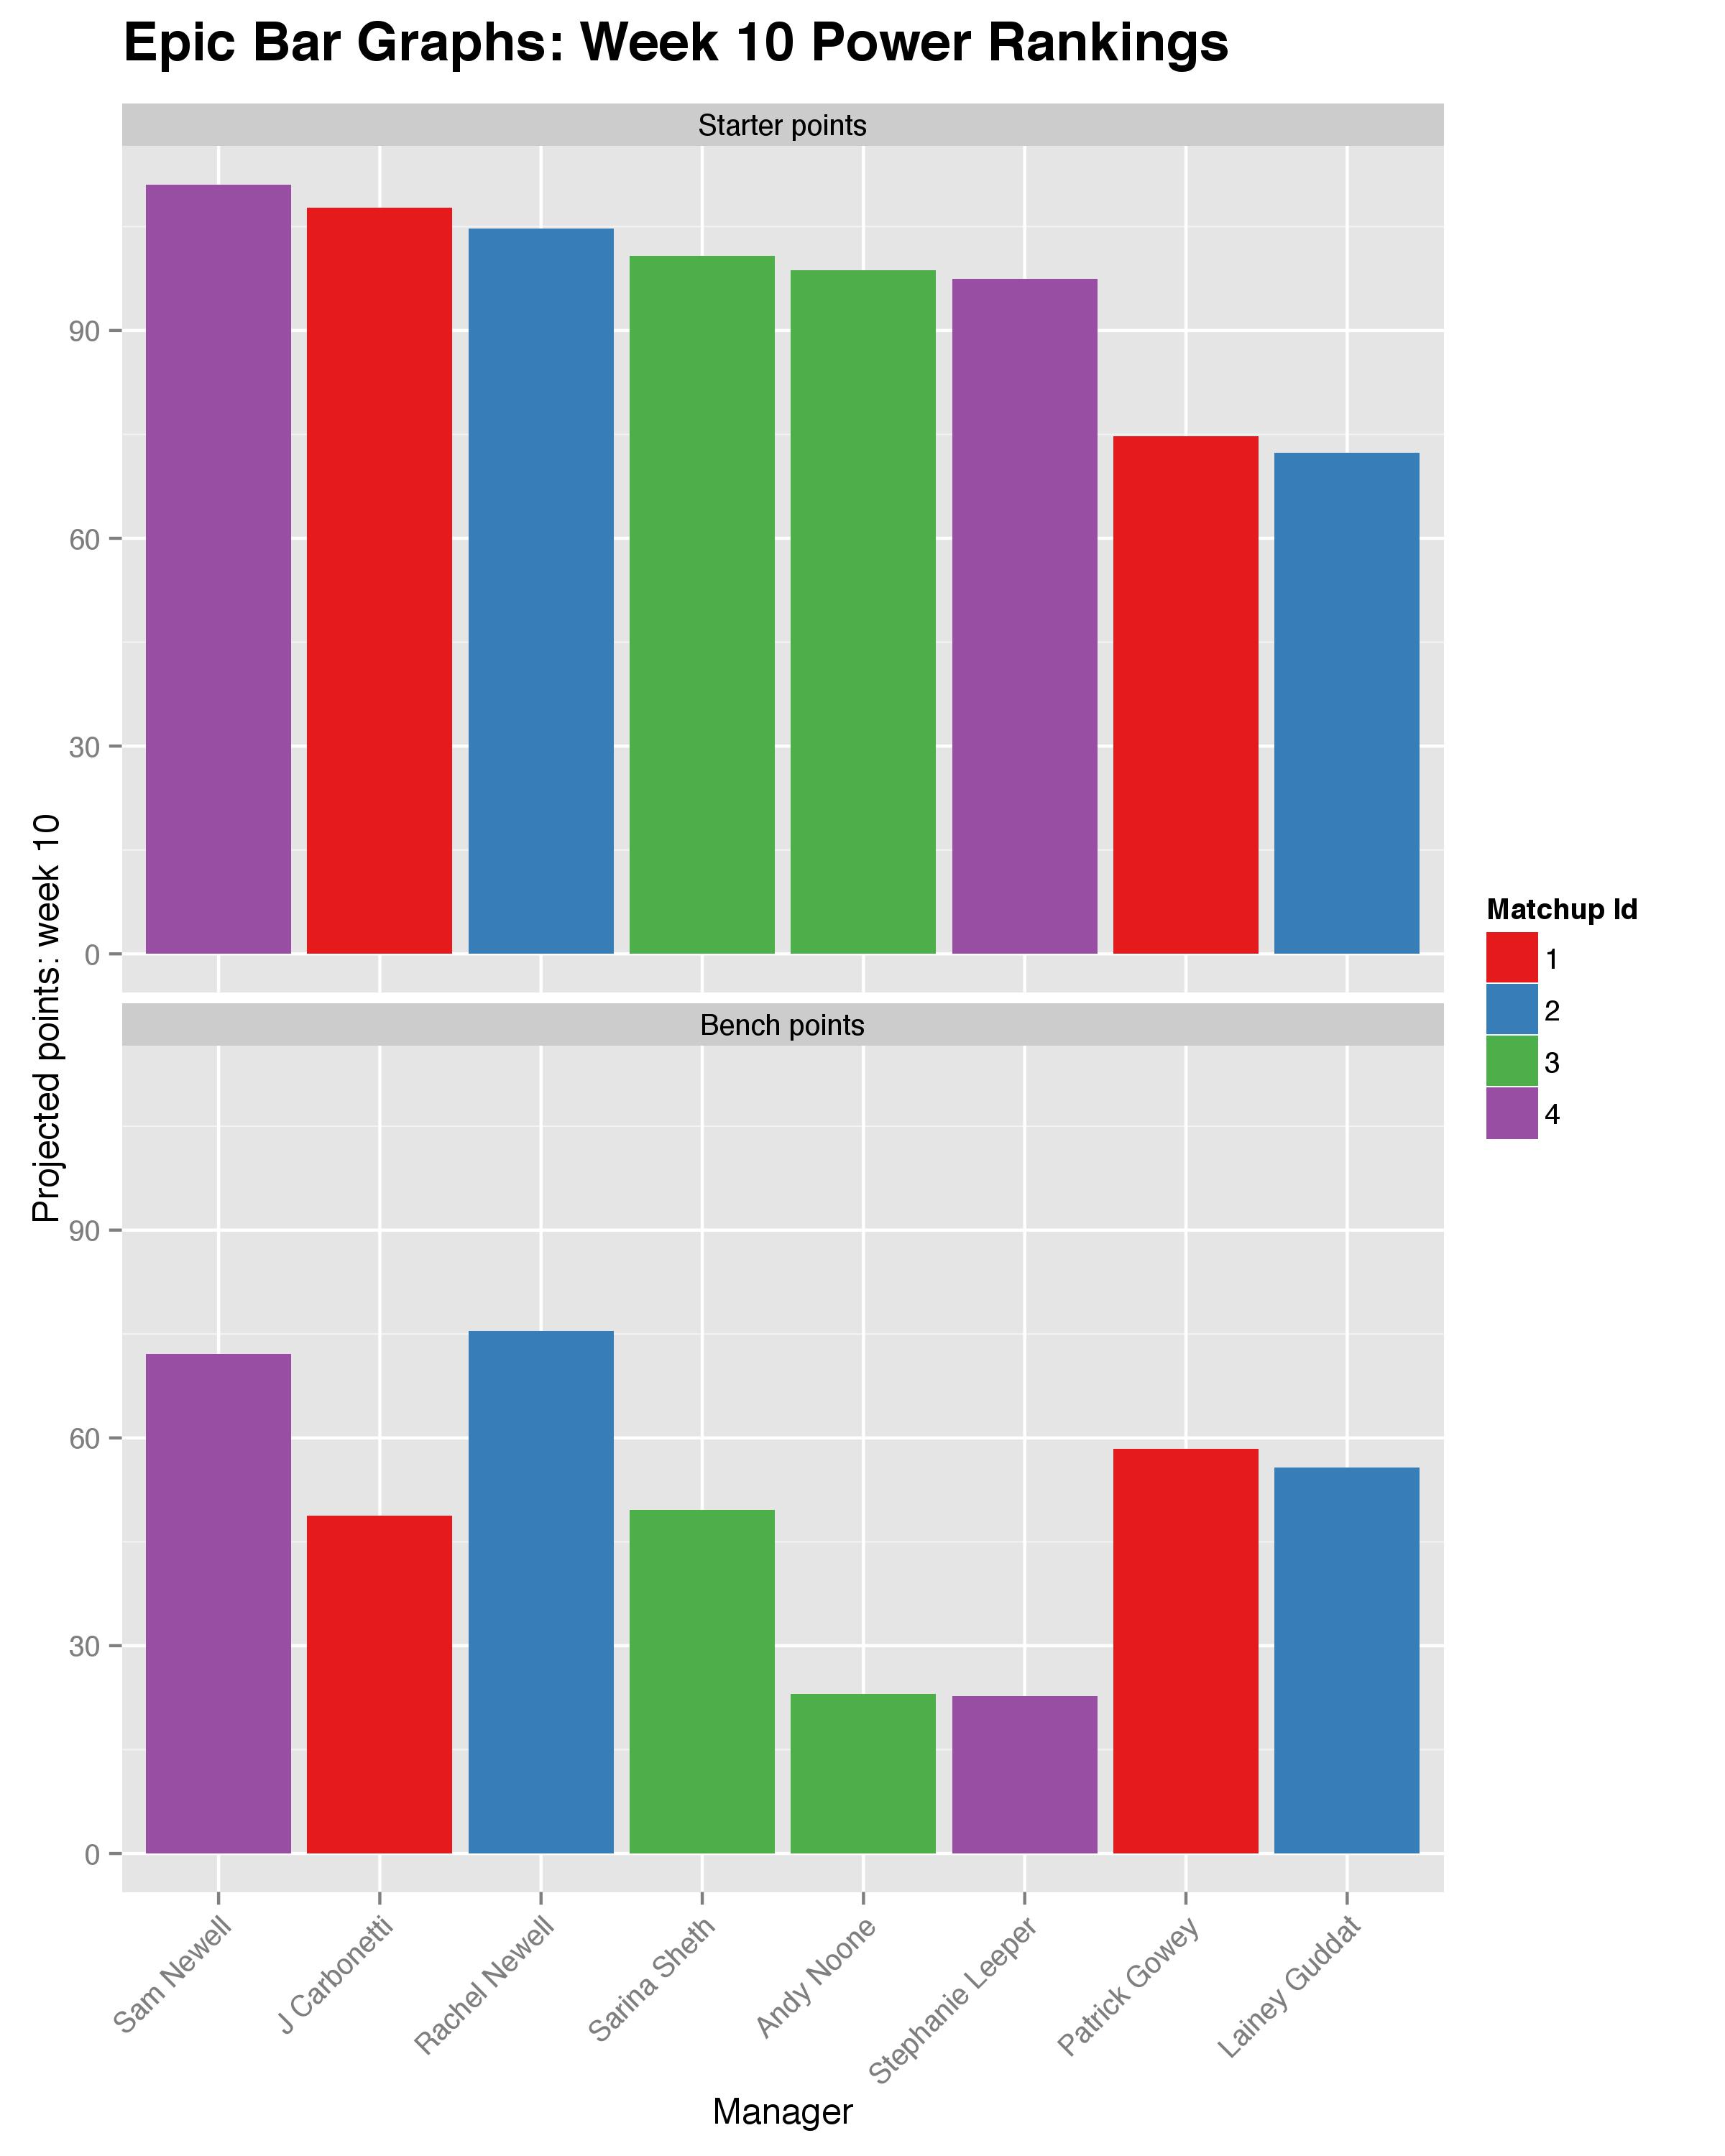 Epic Bar Graphs: Week 10 Power Rankings
Starter points
90
60
30
0
Projected points: week 10
Bench points
90
60
30
0
Sam Newell
J Carbonetti
Rachel Newell
Sarina Sheth
Andy Noone
Stephanie Leeper
Patrick Gowey
Lainey Guddat
Manager
Matchup Id
1
2
3
4